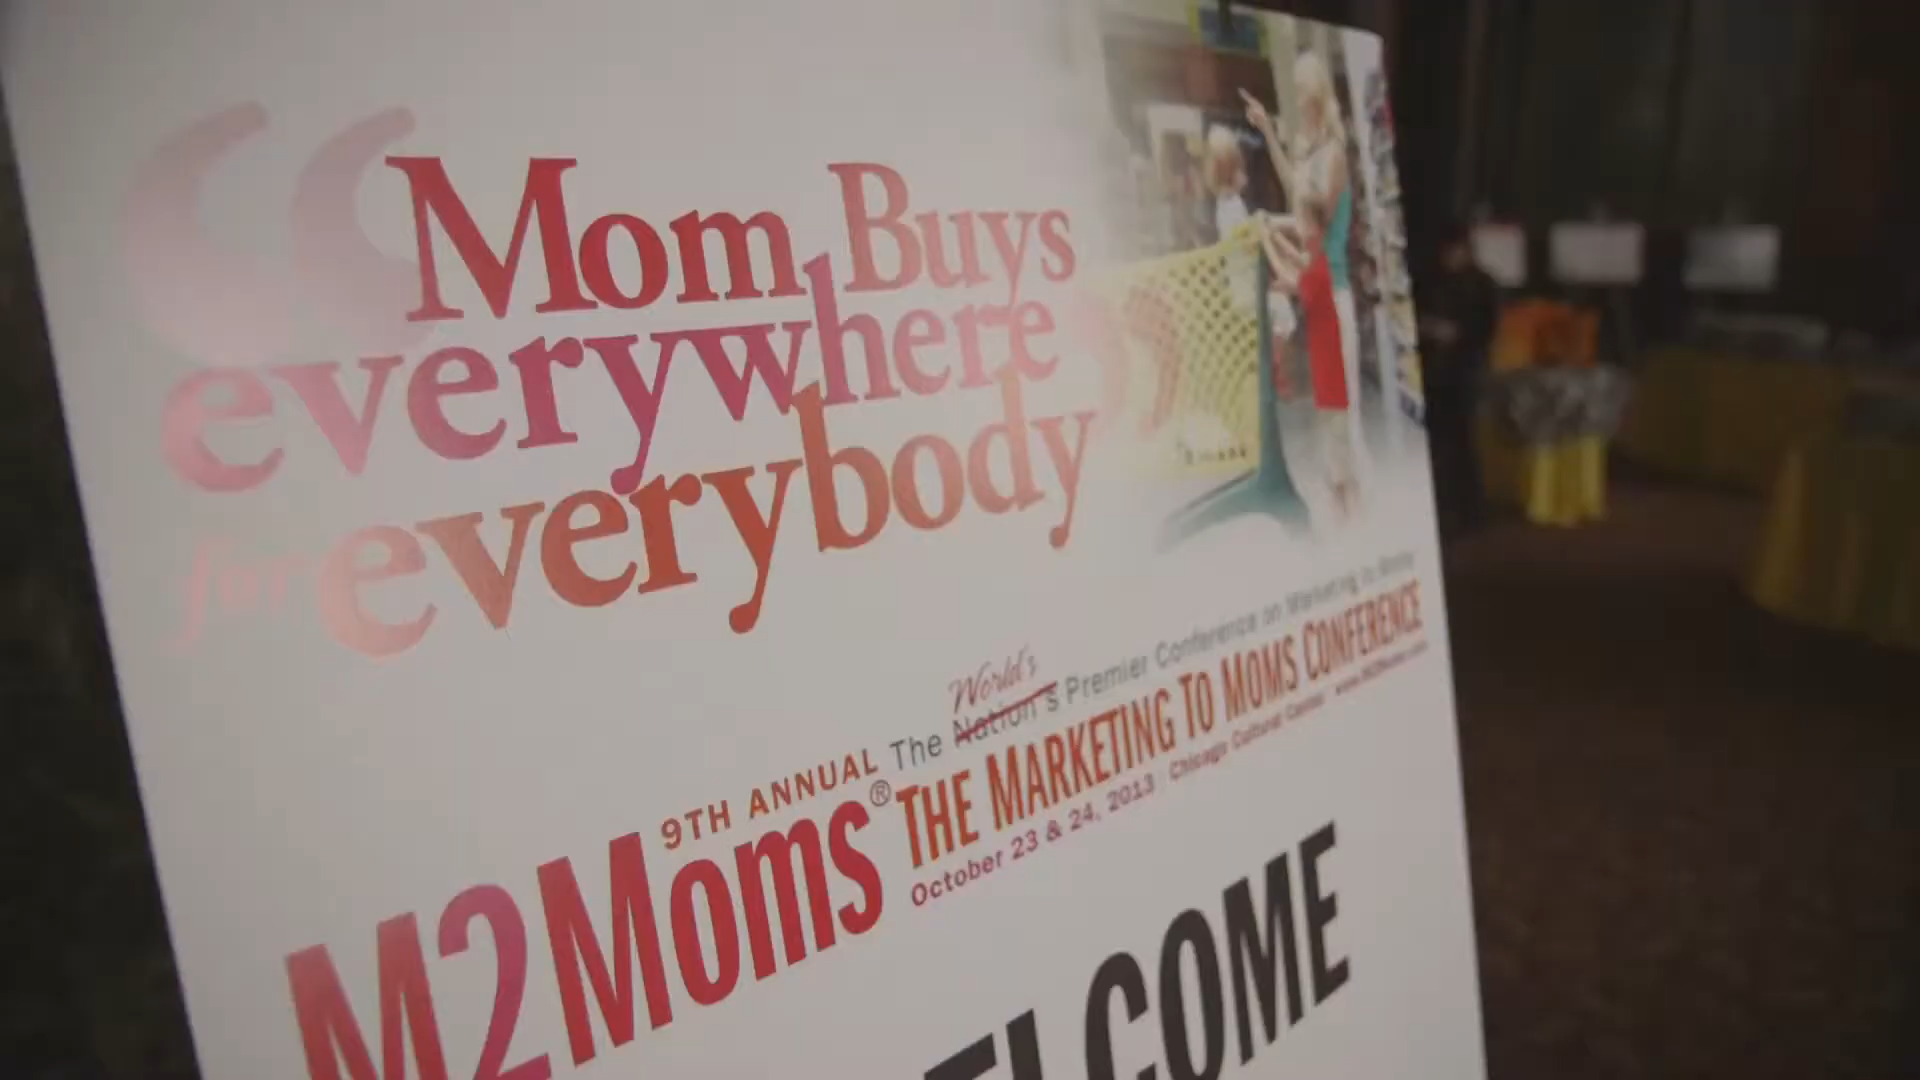 “Mom Buys
everywhere
for everybody”
9TH ANNUAL The Nation's World's Premier Conference on Marketing to Moms
M2Moms® THE MARKETING TO MOMS CONFERENCE
October 23 & 24, 2013 | Chicago Cultural Center
WELCOME